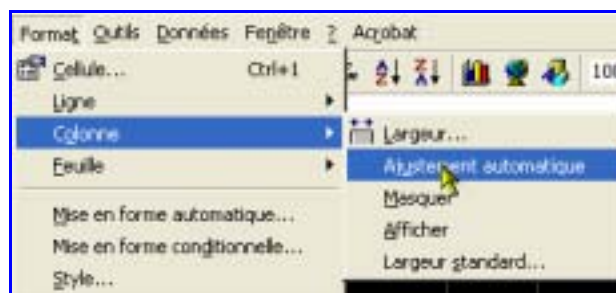 Format Outils Données Fenêtre ? Acrobat
Cellule... Ctrl+1
100
Ligne
Colonne
Largeur...
Feuille
Ajustement automatique
Masquer
Mise en forme automatique...
Afficher
Mise en forme conditionnelle...
Largeur standard...
Style...